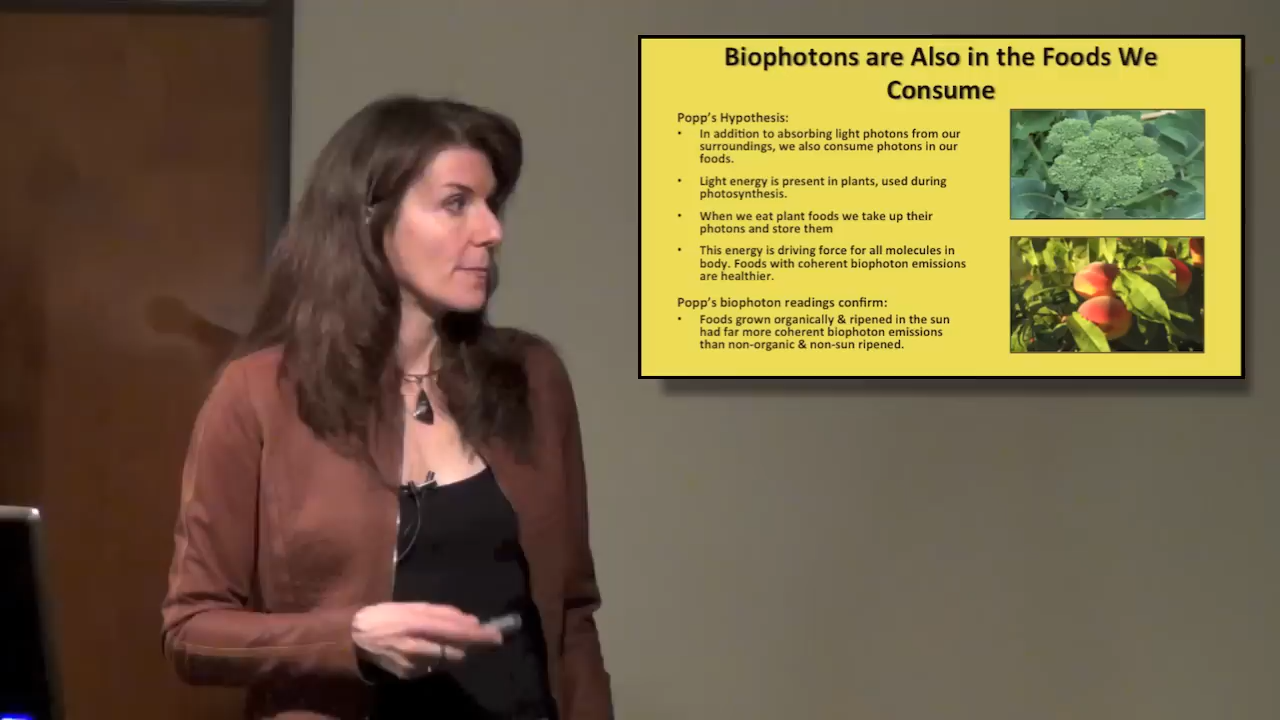 Biophotons are Also in the Foods We
Consume
Popp's Hypothesis:
• In addition to absorbing light photons from our
surroundings, we also consume photons in our
foods.
• Light energy is present in plants, used during
photosynthesis.
• When we eat plant foods we take up their
photons and store them
• This energy is driving force for all molecules in
body. Foods with coherent biophoton emissions
are healthier.
Popp's biophoton readings confirm:
• Foods grown organically & ripened in the sun
had far more coherent biophoton emissions
than non-organic & non-sun ripened.